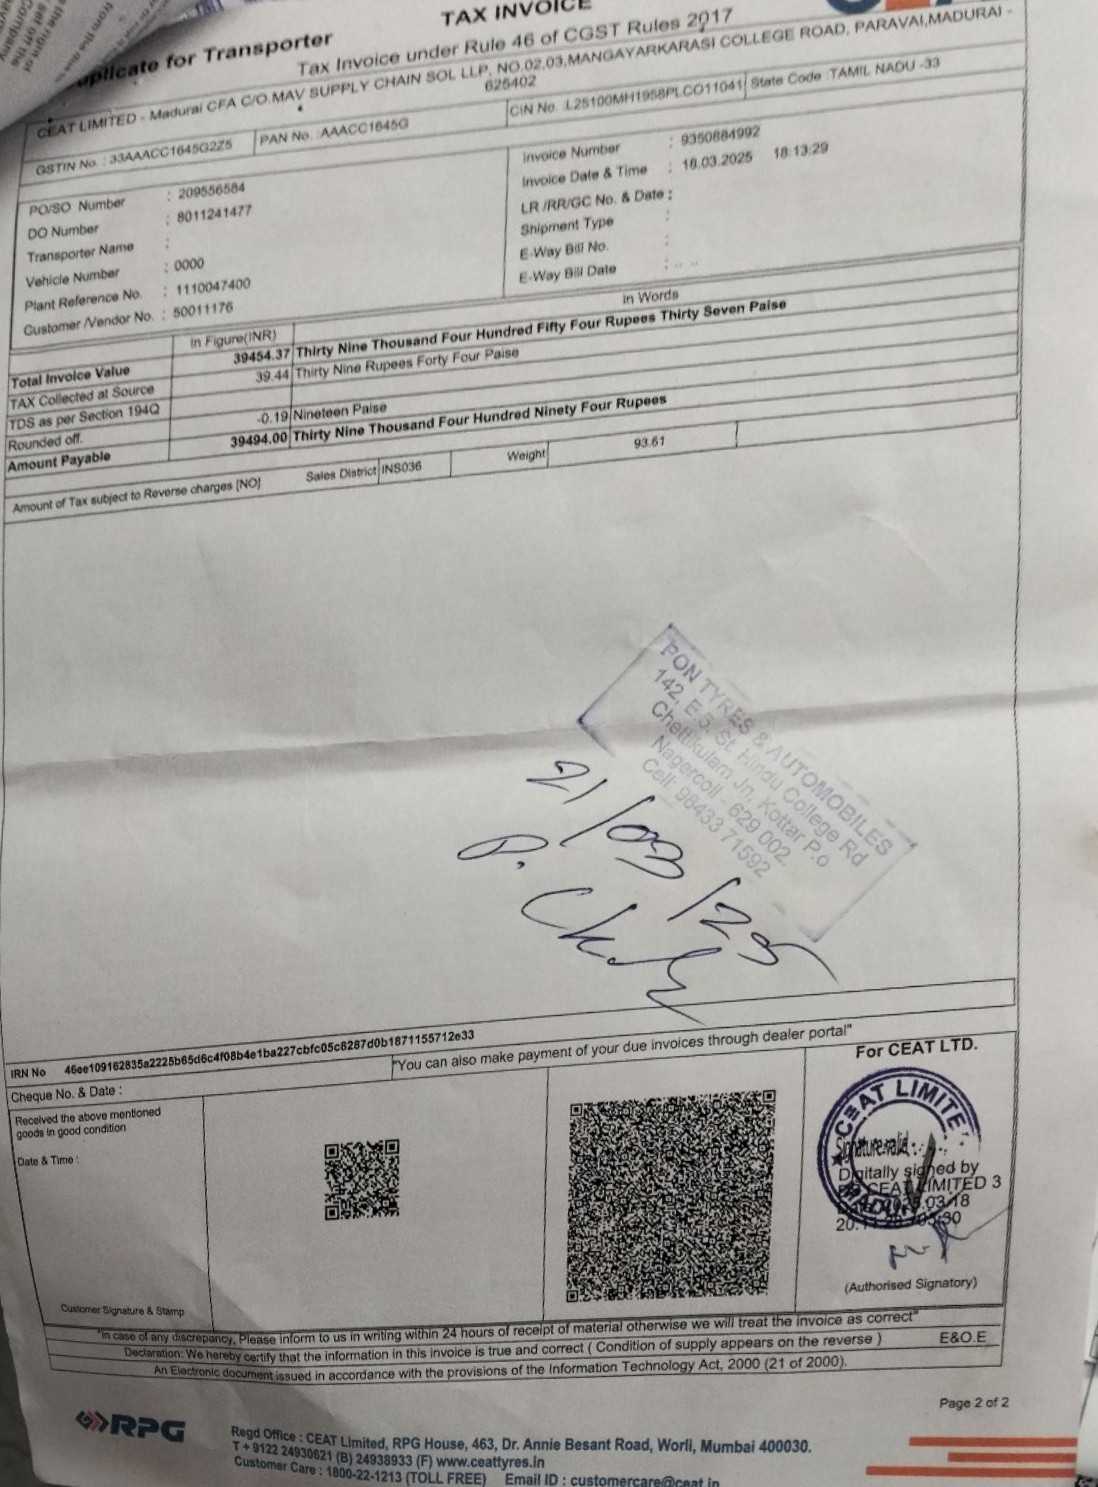 TAX INVOICE
plicate for Transporter
Tax Invoice under Rule 46 of CGST Rules 2017
CEAT LIMITED - Madurai CFA C/O.MAV SUPPLY CHAIN SOL LLP, NO.02,03,MANGAYARKARASI COLLEGE ROAD, PARAVAI,MADURAI -
625402
GSTIN No. : 33AAACC1645G2Z5 PAN No. :AAACC1645G CIN No. :L25100MH1958PLCO11041 State Code :TAMIL NADU -33
PO/SO Number : 209556584
DO Number : 8011241477
Transporter Name :
Vehicle Number : 0000
Plant Reference No. : 1110047400
Customer /Vendor No. : 50011176
Invoice Number : 9350884992
Invoice Date & Time : 18.03.2025 18:13:29
LR /RR/GC No. & Date :
Shipment Type :
E-Way Bill No. :
E-Way Bill Date :
In Figure(INR) In Words
Total Invoice Value 39454.37 Thirty Nine Thousand Four Hundred Fifty Four Rupees Thirty Seven Paise
TAX Collected at Source 39.44 Thirty Nine Rupees Forty Four Paise
TDS as per Section 194Q
Rounded off. -0.19 Nineteen Paise
Amount Payable 39494.00 Thirty Nine Thousand Four Hundred Ninety Four Rupees
Amount of Tax subject to Reverse charges [NO] Sales District INS036 Weight 93.61
PON TYRES & AUTOMOBILES
142, E.5. St. Hindu College Rd
Chettikulam Jn, Kottar P.o
Nagercoil - 629 002.
Cell: 98433 71592
21/03/25
IRN No 46ee109162835a2225b65d6c4f08b4e1ba227cbfc05c6287d0b1871155712e33
"You can also make payment of your due invoices through dealer portal"
Cheque No. & Date :
Received the above mentioned
goods in good condition
Date & Time :
Customer Signature & Stamp
For CEAT LTD.
CEAT LIMITE
Signature valid
Digitally signed by
CEAT LIMITED 3
(Authorised Signatory)
"In case of any discrepancy, Please inform to us in writing within 24 hours of receipt of material otherwise we will treat the invoice as correct"
Declaration: We hereby certify that the information in this invoice is true and correct ( Condition of supply appears on the reverse ) E&O.E
An Electronic document issued in accordance with the provisions of the Information Technology Act, 2000 (21 of 2000).
Page 2 of 2
RPG
Regd Office : CEAT Limited, RPG House, 463, Dr. Annie Besant Road, Worli, Mumbai 400030.
T + 9122 24930621 (B) 24938933 (F) www.ceattyres.in
Customer Care : 1800-22-1213 (TOLL FREE) Email ID : customercare@ceat.in